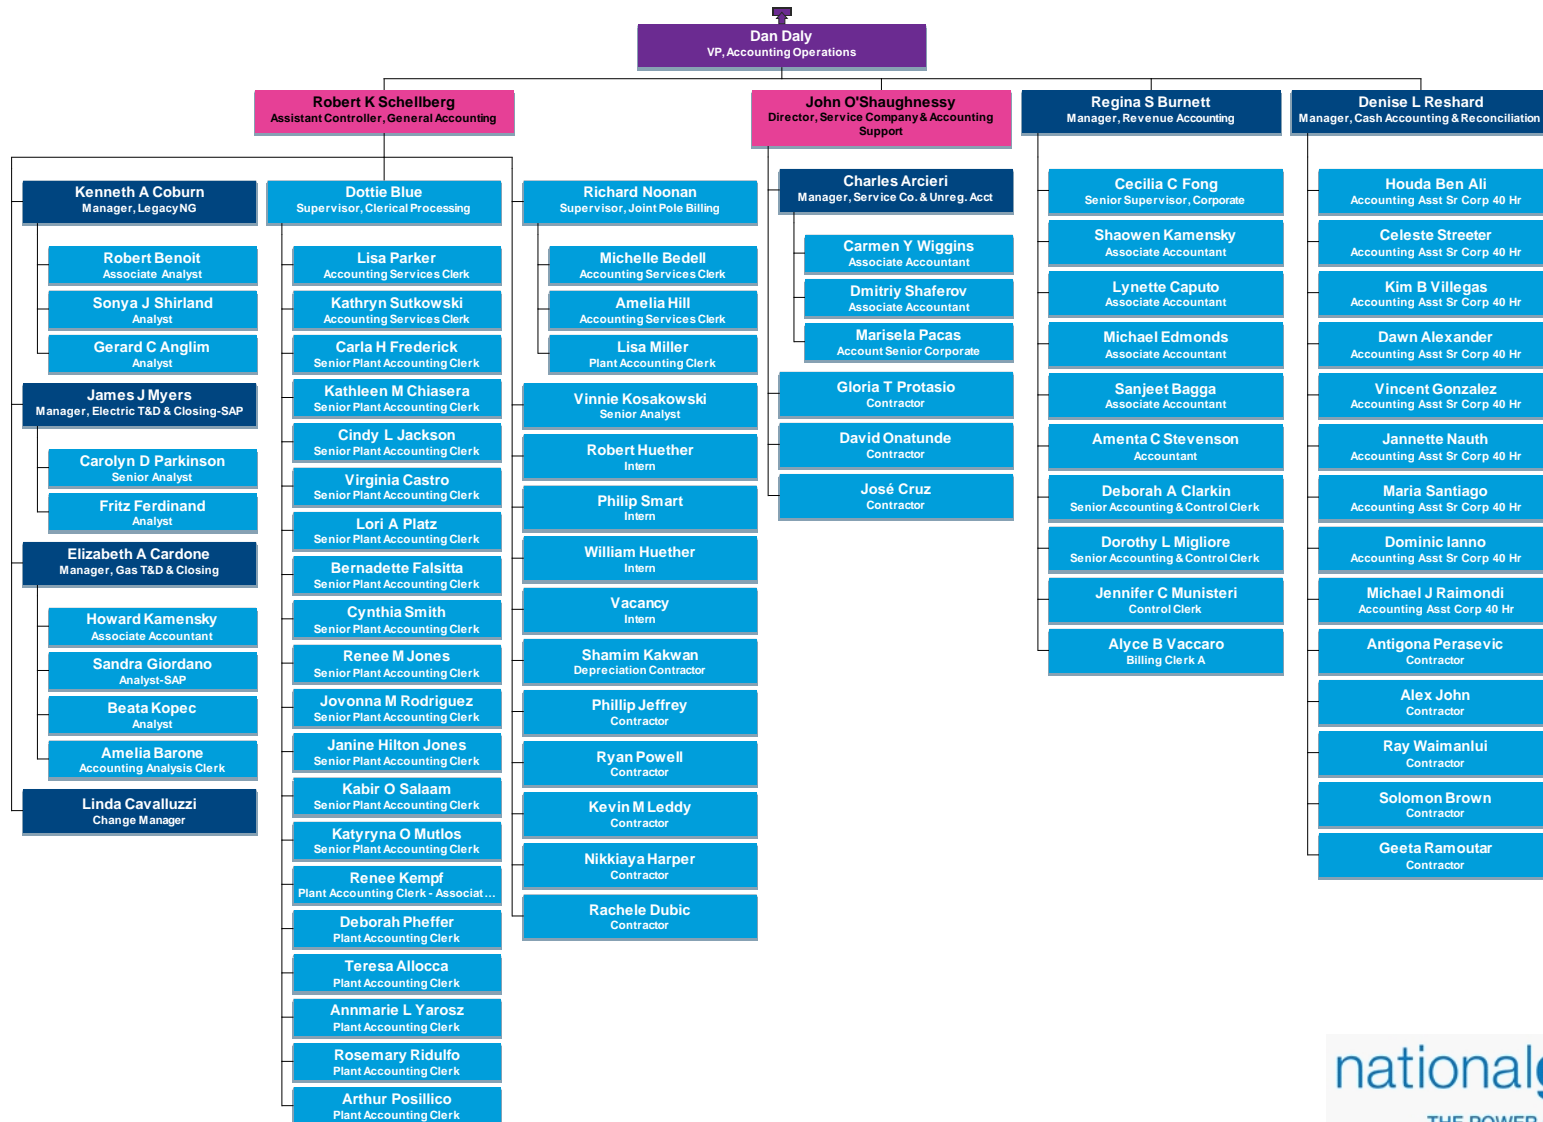 Dan Daly
VP, Accounting Operations
Robert K Schellberg
Assistant Controller, General Accounting
John O'Shaughnessy
Director, Service Company & Accounting
Support
Regina S Burnett
Manager, Revenue Accounting
Denise L Reshard
Manager, Cash Accounting & Reconciliation
Kenneth A Coburn
Manager, Legacy NG
Robert Benoit
Associate Analyst
Sonya J Shirland
Analyst
Gerard C Anglim
Analyst
James J Myers
Manager, Electric T&D & Closing-SAP
Carolyn D Parkinson
Senior Analyst
Fritz Ferdinand
Analyst
Elizabeth A Cardone
Manager, Gas T&D & Closing
Howard Kamensky
Associate Accountant
Sandra Giordano
Analyst-SAP
Beata Kopec
Analyst
Amelia Barone
Accounting Analysis Clerk
Linda Cavalluzzi
Change Manager
Dottie Blue
Supervisor, Clerical Processing
Lisa Parker
Accounting Services Clerk
Kathryn Sutkowski
Accounting Services Clerk
Carla H Frederick
Senior Plant Accounting Clerk
Kathleen M Chiasera
Senior Plant Accounting Clerk
Cindy L Jackson
Senior Plant Accounting Clerk
Virginia Castro
Senior Plant Accounting Clerk
Lori A Platz
Senior Plant Accounting Clerk
Bernadette Falsitta
Senior Plant Accounting Clerk
Cynthia Smith
Senior Plant Accounting Clerk
Renee M Jones
Senior Plant Accounting Clerk
Jovonna M Rodriguez
Senior Plant Accounting Clerk
Janine Hilton Jones
Senior Plant Accounting Clerk
Kabir O Salaam
Senior Plant Accounting Clerk
Katyryna O Mutlos
Senior Plant Accounting Clerk
Renee Kempf
Plant Accounting Clerk - Associat...
Deborah Pheffer
Plant Accounting Clerk
Teresa Allocca
Plant Accounting Clerk
Annmarie L Yarosz
Plant Accounting Clerk
Rosemary Ridulfo
Plant Accounting Clerk
Arthur Posillico
Plant Accounting Clerk
Richard Noonan
Supervisor, Joint Pole Billing
Michelle Bedell
Accounting Services Clerk
Amelia Hill
Accounting Services Clerk
Lisa Miller
Plant Accounting Clerk
Vinnie Kosakowski
Senior Analyst
Robert Huether
Intern
Philip Smart
Intern
William Huether
Intern
Vacancy
Intern
Shamim Kakwan
Depreciation Contractor
Phillip Jeffrey
Contractor
Ryan Powell
Contractor
Kevin M Leddy
Contractor
Nikkiaya Harper
Contractor
Rachele Dubic
Contractor
Charles Arcieri
Manager, Service Co. & Unreg. Acct
Carmen Y Wiggins
Associate Accountant
Dmitriy Shaferov
Associate Accountant
Marisela Pacas
Account Senior Corporate
Gloria T Protasio
Contractor
David Onatunde
Contractor
José Cruz
Contractor
Cecilia C Fong
Senior Supervisor, Corporate
Shaowen Kamensky
Associate Accountant
Lynette Caputo
Associate Accountant
Michael Edmonds
Associate Accountant
Sanjeet Bagga
Associate Accountant
Amenta C Stevenson
Accountant
Deborah A Clarkin
Senior Accounting & Control Clerk
Dorothy L Migliore
Senior Accounting & Control Clerk
Jennifer C Munisteri
Control Clerk
Alyce B Vaccaro
Billing Clerk A
Houda Ben Ali
Accounting Asst Sr Corp 40 Hr
Celeste Streeter
Accounting Asst Sr Corp 40 Hr
Kim B Villegas
Accounting Asst Sr Corp 40 Hr
Dawn Alexander
Accounting Asst Sr Corp 40 Hr
Vincent Gonzalez
Accounting Asst Sr Corp 40 Hr
Jannette Nauth
Accounting Asst Sr Corp 40 Hr
Maria Santiago
Accounting Asst Sr Corp 40 Hr
Dominic Ianno
Accounting Asst Sr Corp 40 Hr
Michael J Raimondi
Accounting Asst Corp 40 Hr
Antigona Perasevic
Contractor
Alex John
Contractor
Ray Waimanlui
Contractor
Solomon Brown
Contractor
Geeta Ramoutar
Contractor
national
THE POWER